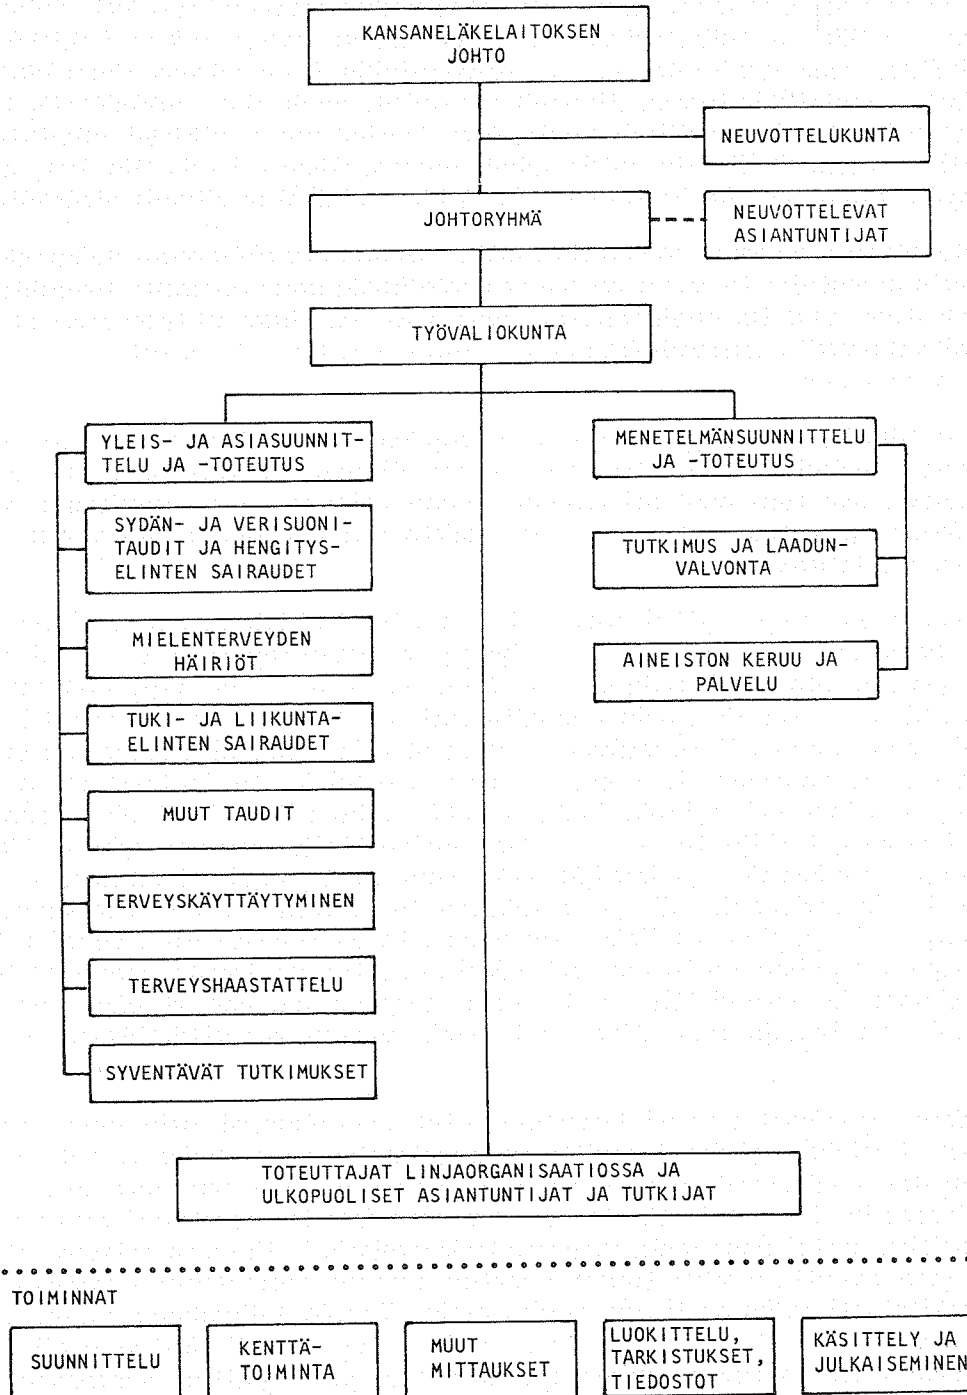 KANSANELÄKELAITOKSEN
JOHTO
NEUVOTTELUKUNTA
JOHTORYHMÄ
NEUVOTTELEVAT
ASIANTUNTIJAT
TYÖVALIOKUNTA
YLEIS- JA ASIASUUNNIT-
TELU JA -TOTEUTUS
SYDÄN- JA VERISUONI-
TAUDIT JA HENGITYS-
ELINTEN SAIRAUDET
MIELENTERVEYDEN
HÄIRIÖT
TUKI- JA LIIKUNTA-
ELINTEN SAIRAUDET
MUUT TAUDIT
TERVEYSKÄYTTÄYTYMINEN
TERVEYSHAASTATTELU
SYVENTÄVÄT TUTKIMUKSET
MENETELMÄNSUUNNITTELU
JA -TOTEUTUS
TUTKIMUS JA LAADUN-
VALVONTA
AINEISTON KERUU JA
PALVELU
TOTEUTTAJAT LINJAORGANISAATIOSSA JA
ULKOPUOLISET ASIANTUNTIJAT JA TUTKIJAT
TOIMINNAT
SUUNNITTELU
KENTTÄ-
TOIMINTA
MUUT
MITTAUKSET
LUOKITTELU,
TARKISTUKSET,
TIEDOSTOT
KÄSITTELY JA
JULKAISEMINEN